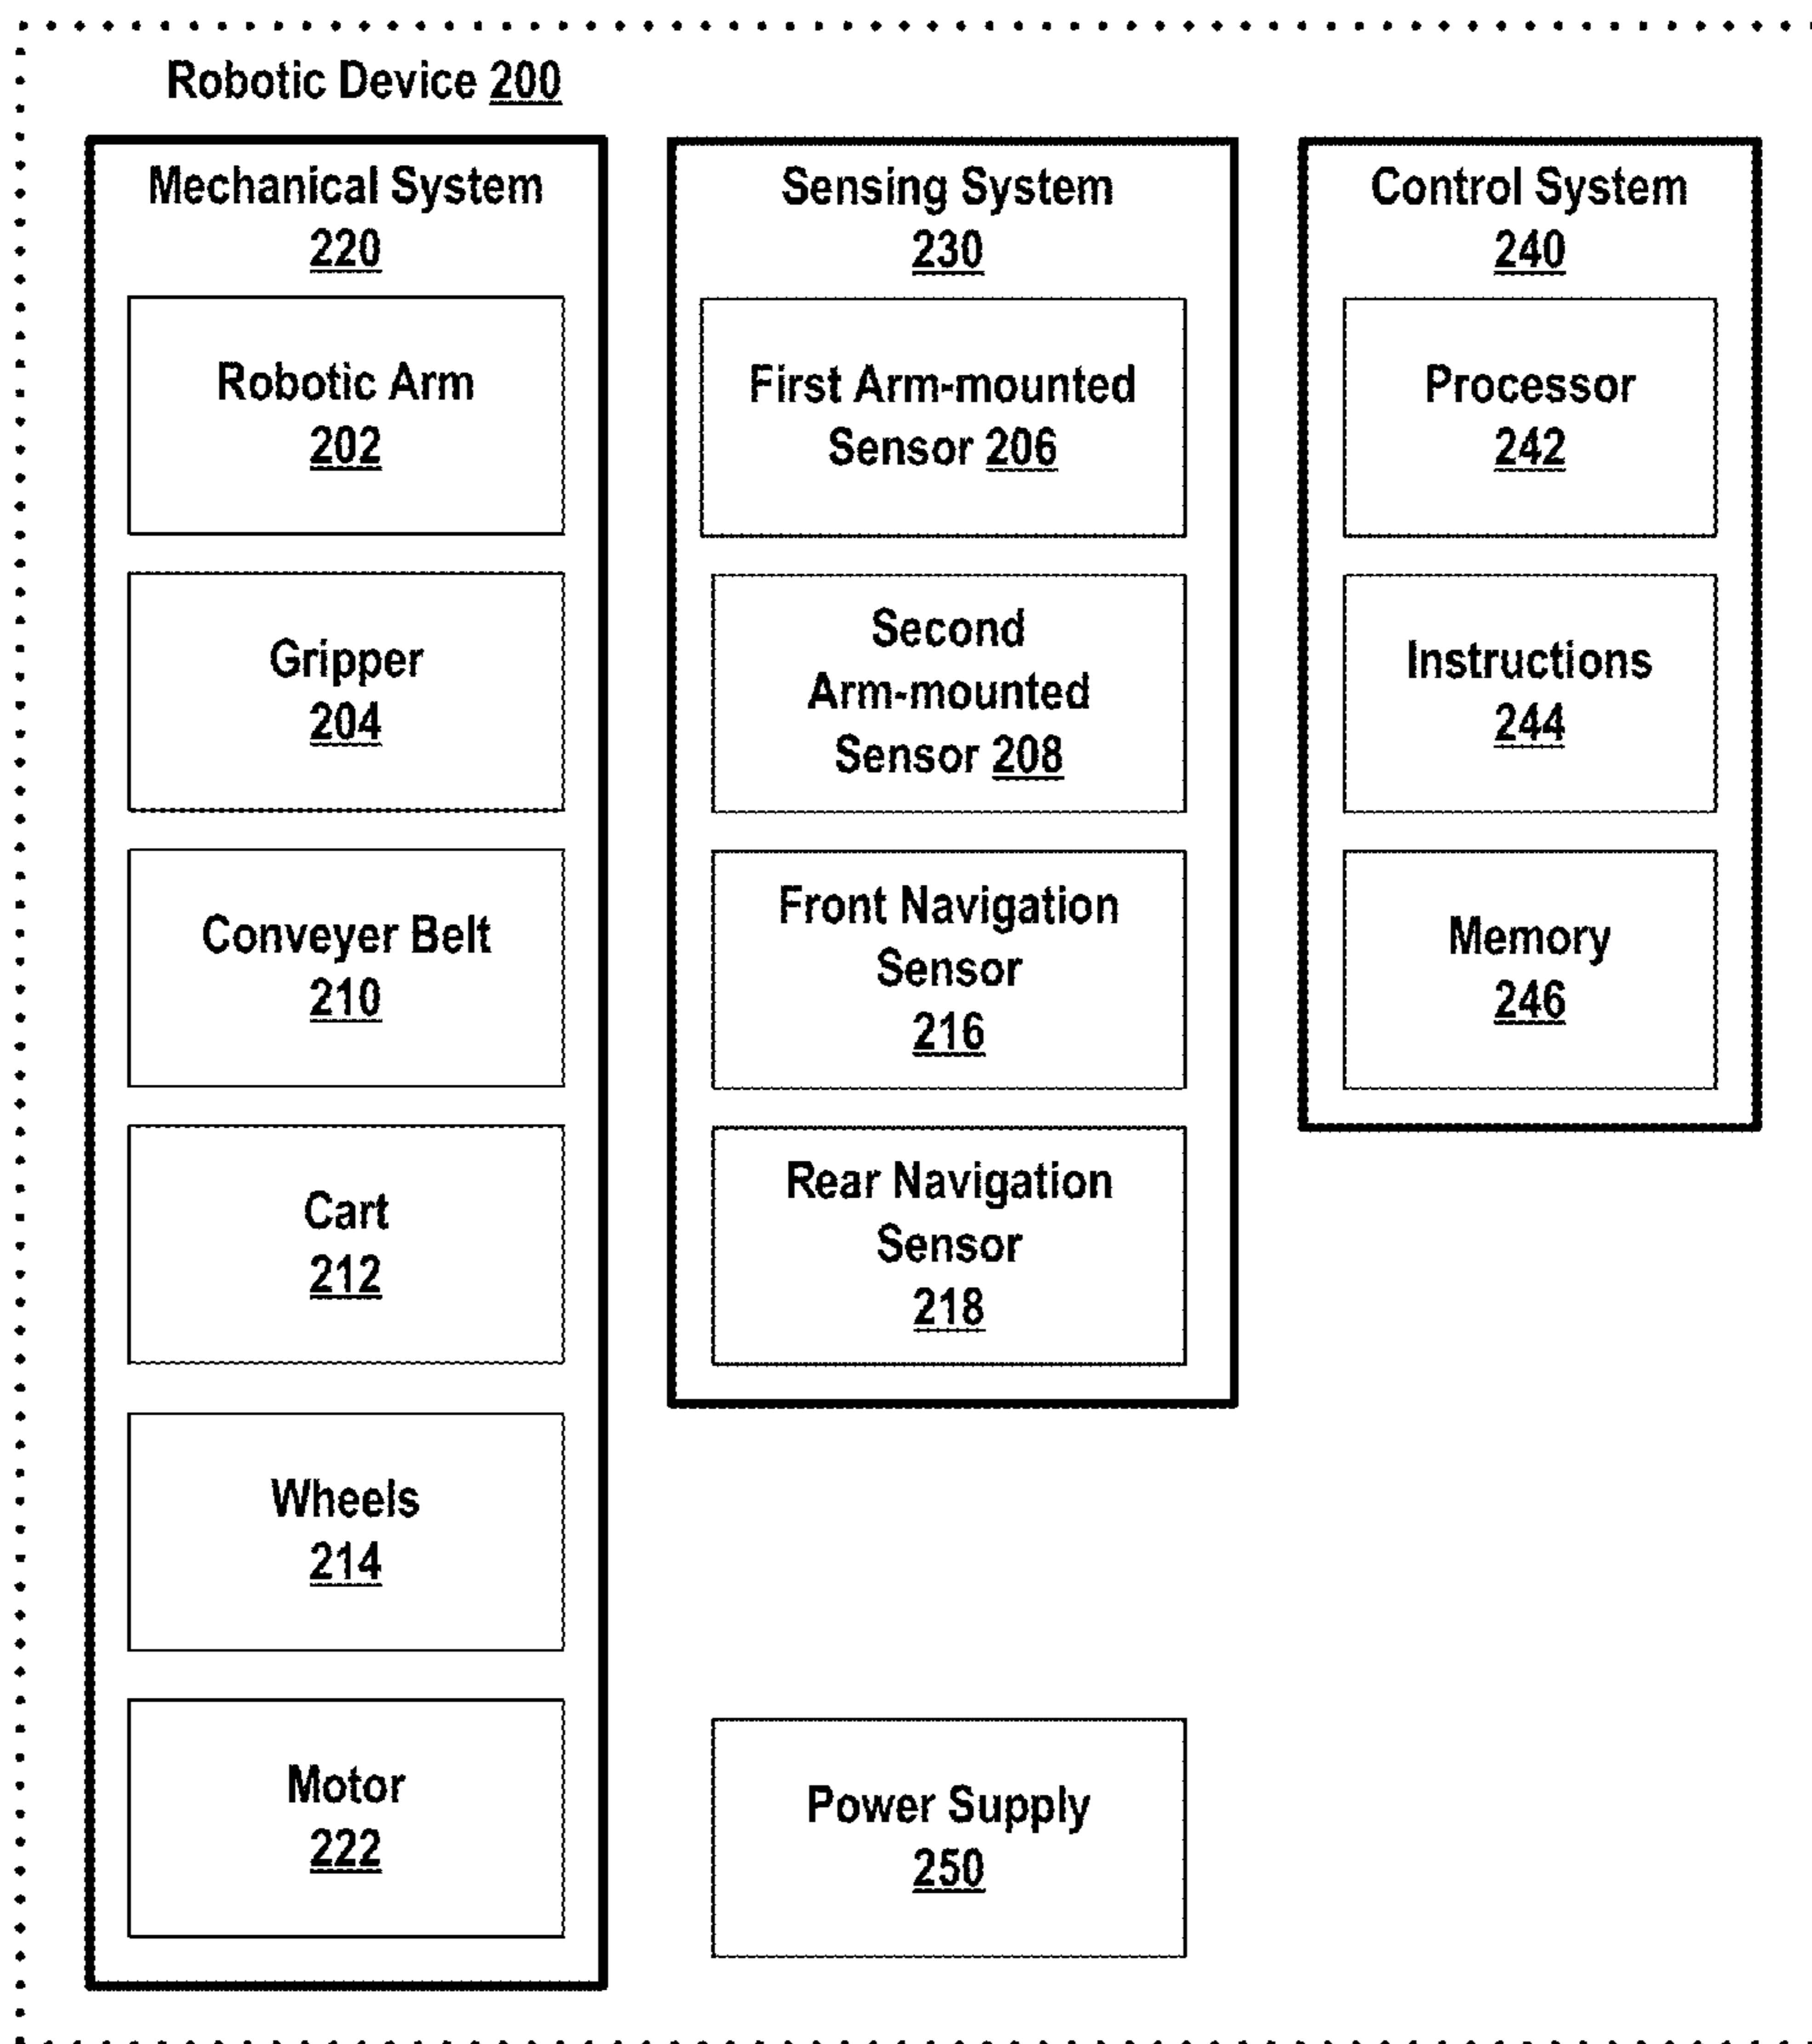 Robotic Device 200
Mechanical System
220
Robotic Arm
202
Gripper
204
Conveyer Belt
210
Cart
212
Wheels
214
Motor
222
Sensing System
230
First Arm-mounted
Sensor 206
Second
Arm-mounted
Sensor 208
Front Navigation
Sensor
216
Rear Navigation
Sensor
218
Power Supply
250
Control System
240
Processor
242
Instructions
244
Memory
246